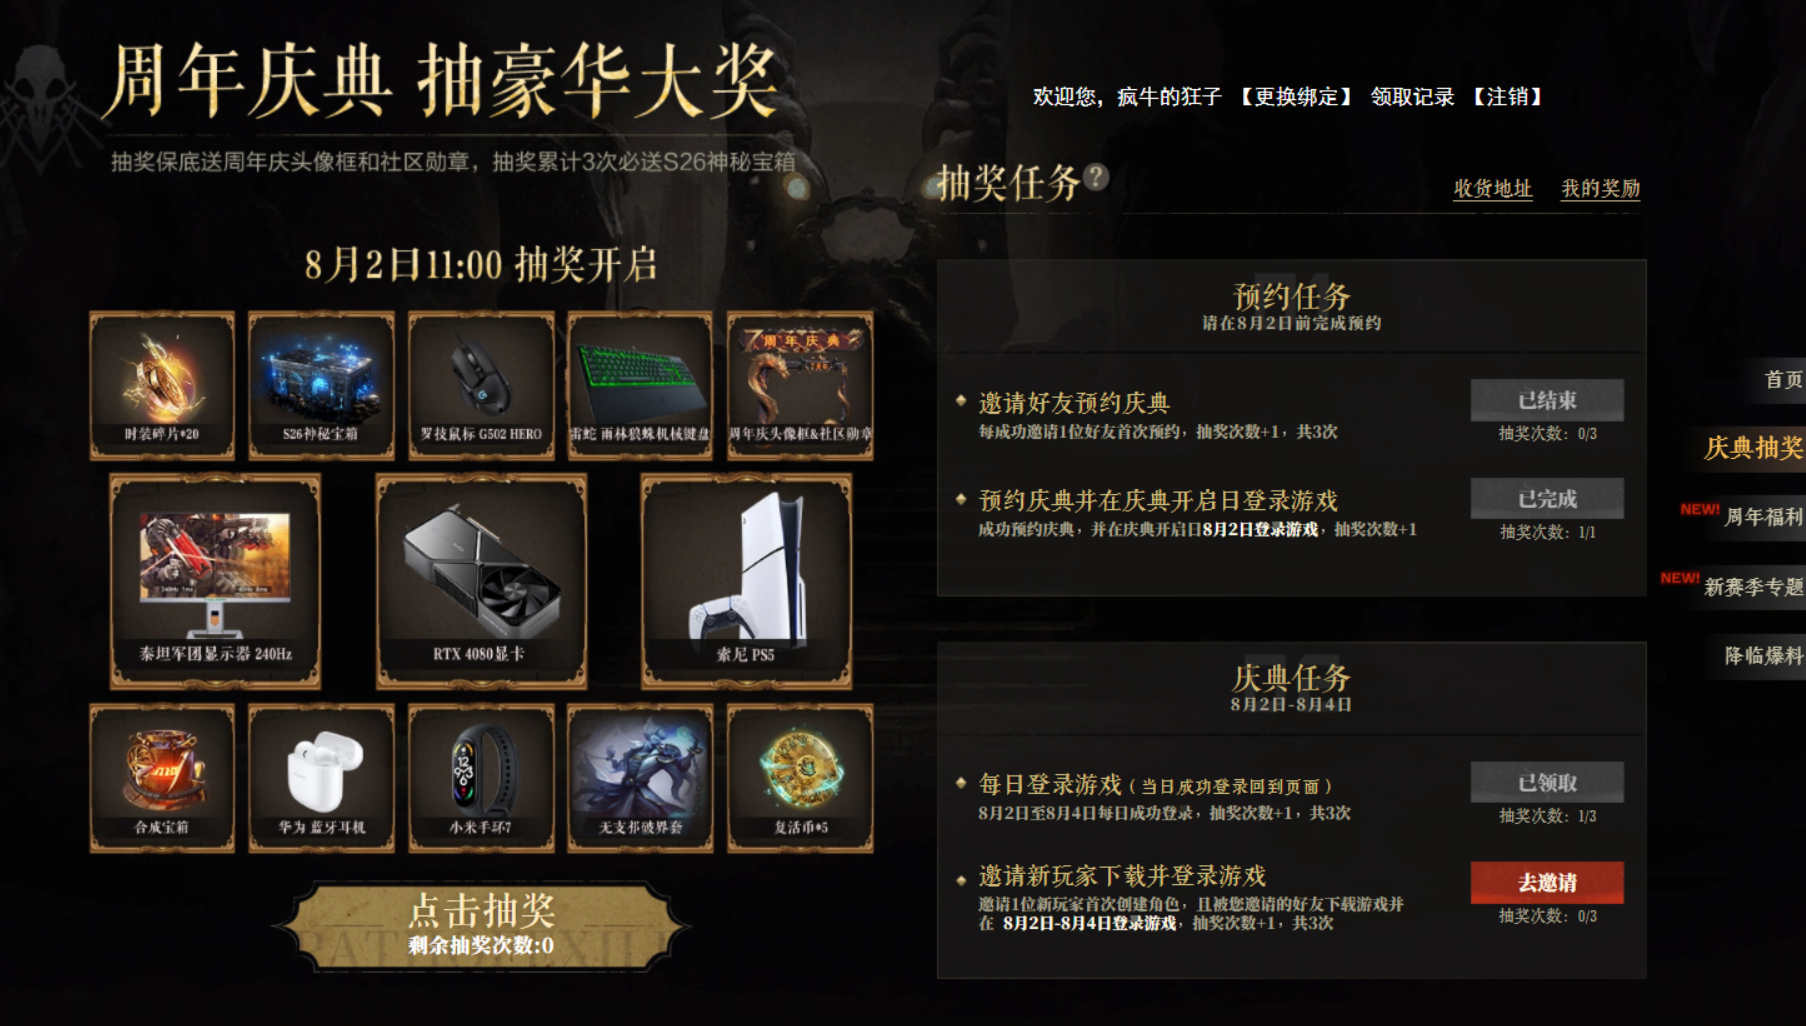 周年庆典 抽豪华大奖
抽奖保底送周年庆头像框和社区勋章，抽奖累计3次必送S26神秘宝箱
8月2日11:00 抽奖开启
时装碎片*20
S26神秘宝箱
罗技鼠标 G502 HERO
雷蛇 雨林狼蛛机械键盘
周年庆典
周年庆头像框&社区勋章
泰坦军团显示器 240Hz
RTX 4080显卡
索尼 PS5
合成宝箱
华为 蓝牙耳机
小米手环7
无支祁破界套
复活币*5
点击抽奖
剩余抽奖次数:0
欢迎您，疯牛的狂子 【更换绑定】 领取记录 【注销】
抽奖任务?
收货地址 我的奖励
预约任务
请在8月2日前完成预约
邀请好友预约庆典
每成功邀请1位好友首次预约，抽奖次数+1，共3次
已结束
抽奖次数：0/3
预约庆典并在庆典开启日登录游戏
成功预约庆典，并在庆典开启日8月2日登录游戏，抽奖次数+1
已完成
抽奖次数：1/1
庆典任务
8月2日-8月4日
每日登录游戏（当日成功登录回到页面）
8月2日至8月4日每日成功登录，抽奖次数+1，共3次
已领取
抽奖次数：1/3
邀请新玩家下载并登录游戏
邀请1位新玩家首次创建角色，且被您邀请的好友下载游戏并
在 8月2日-8月4日登录游戏，抽奖次数+1，共3次
去邀请
抽奖次数：0/3
首页
庆典抽奖
NEW! 周年福利
NEW! 新赛季专题
降临爆料